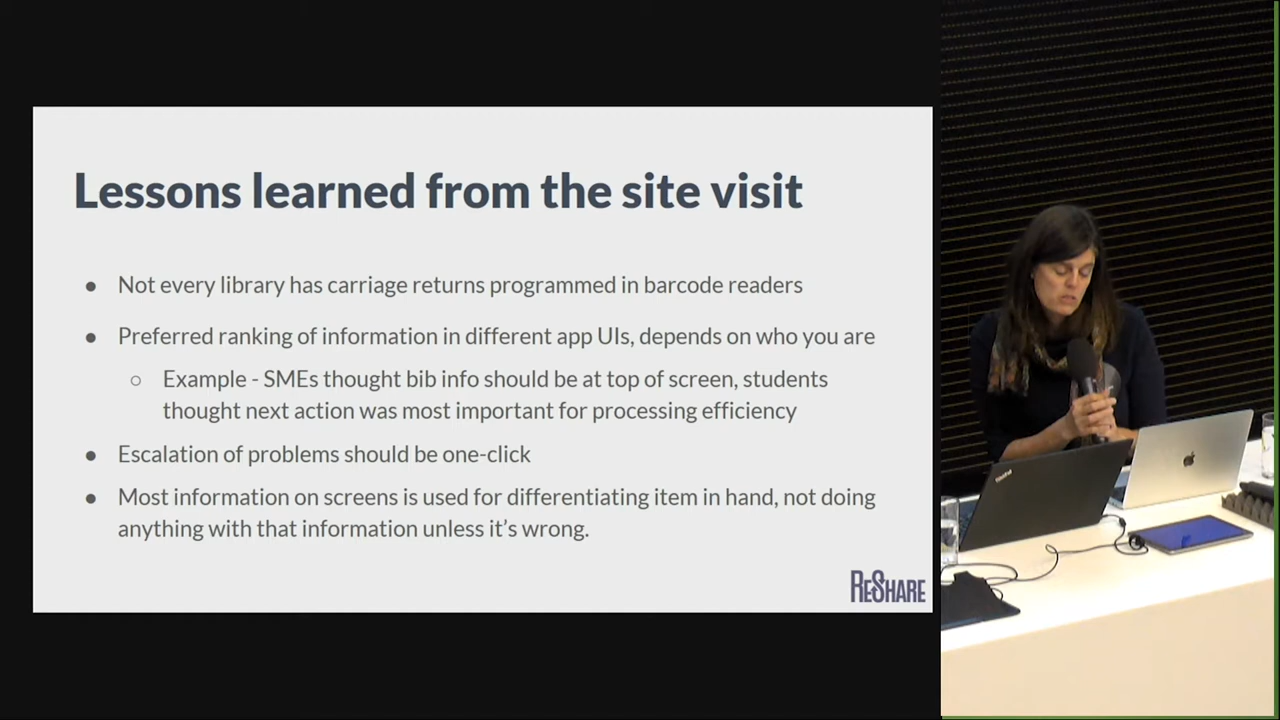 Lessons learned from the site visit
● Not every library has carriage returns programmed in barcode readers
● Preferred ranking of information in different app UIs, depends on who you are
○ Example - SMEs thought bib info should be at top of screen, students
thought next action was most important for processing efficiency
● Escalation of problems should be one-click
● Most information on screens is used for differentiating item in hand, not doing
anything with that information unless it's wrong.
RESHARE
ThinkPad